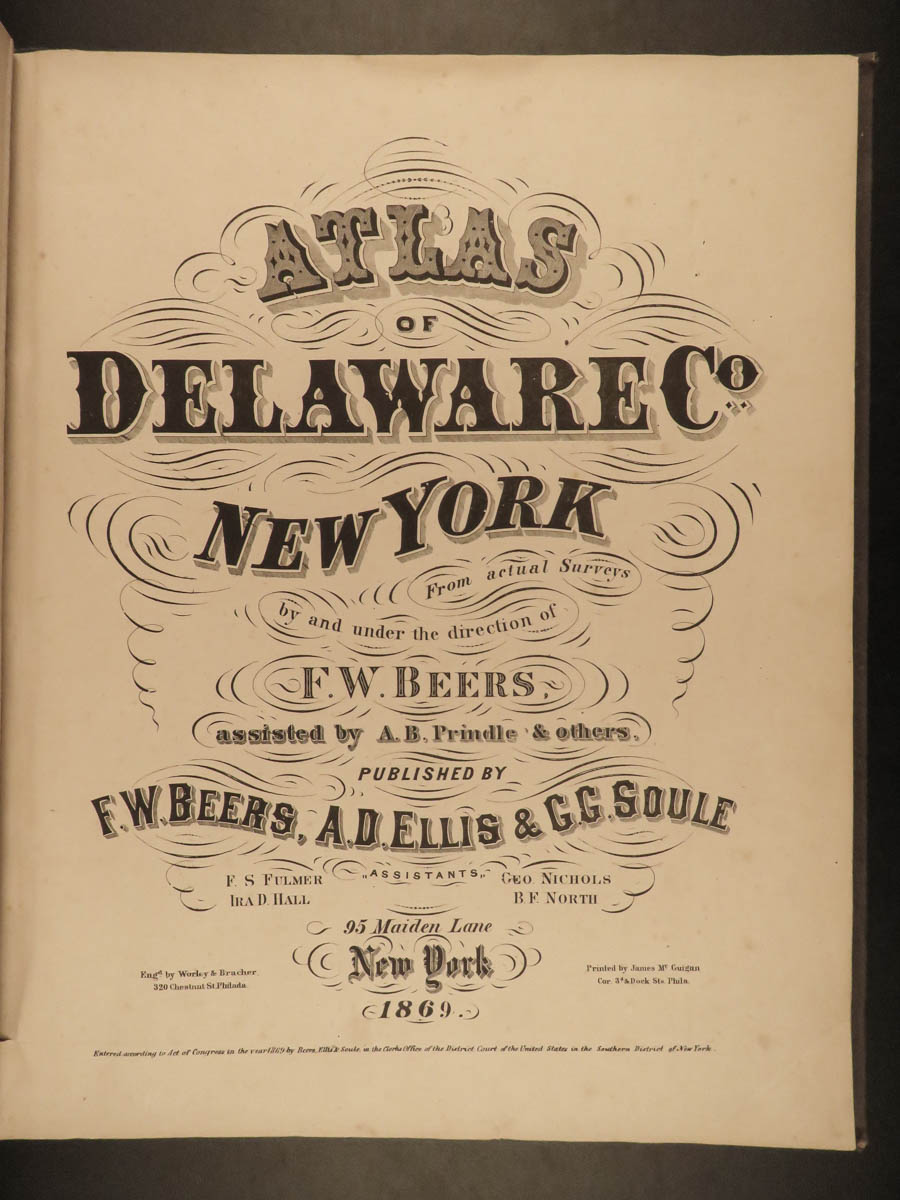 ATLAS
OF
DELAWARE Co.
NEW YORK
From actual Surveys
by and under the direction of
F. W. BEERS,
assisted by A. B. Prindle & others.
PUBLISHED BY
F. W. BEERS, A. D. ELLIS & G. G. SOULE
ASSISTANTS
F. S FULMER GEO. NICHOLS
IRA D. HALL B. F. NORTH
95 Maiden Lane
New York
1869.
Engd. by Worley & Bracher.
320 Chestnut St. Philada.
Printed by James Mc Guigan
Cor. 3d & Dock Sts. Phila.
Entered according to Act of Congress in the year 1869 by Beers, Ellis & Soule, in the Clerks Office of the District Court of the United States in the Southern District of New York.